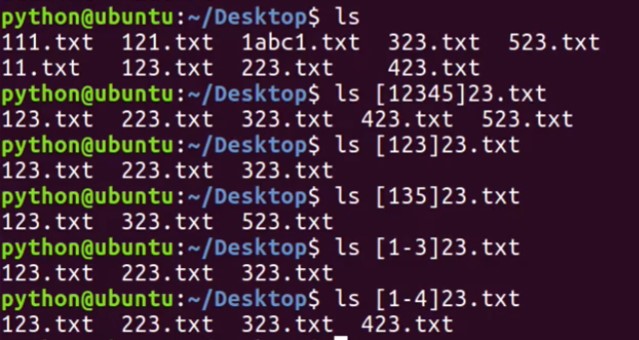 python@ubuntu:~/Desktop$ ls
111.txt  121.txt  1abc1.txt  323.txt  523.txt
11.txt   123.txt  223.txt    423.txt
python@ubuntu:~/Desktop$ ls [12345]23.txt
123.txt  223.txt  323.txt  423.txt  523.txt
python@ubuntu:~/Desktop$ ls [123]23.txt
123.txt  223.txt  323.txt
python@ubuntu:~/Desktop$ ls [135]23.txt
123.txt  323.txt  523.txt
python@ubuntu:~/Desktop$ ls [1-3]23.txt
123.txt  223.txt  323.txt
python@ubuntu:~/Desktop$ ls [1-4]23.txt
123.txt  223.txt  323.txt  423.txt